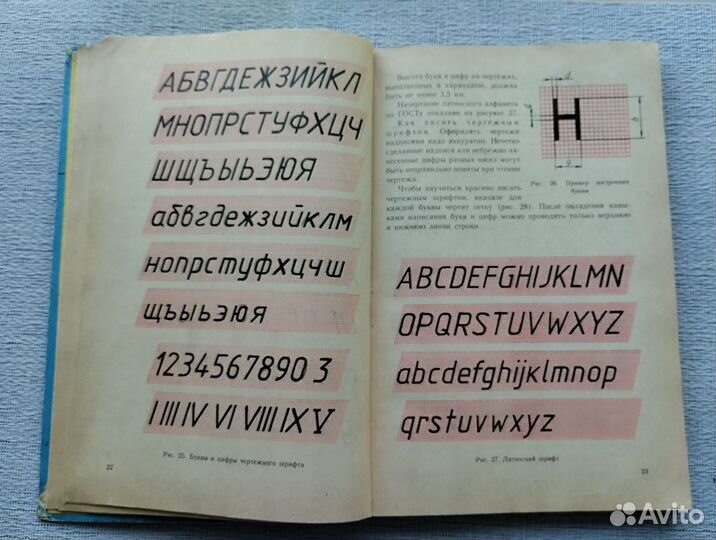 АБВГДЕЖЗИЙКЛ
МНОПРСТУФХЦЧ
ШЩЪЫЬЭЮЯ
абвгдежзийклм
нопрстуфхцчш
щъыьэюя
1234567890 3
I III IV VI VIII IX V
Рис. 25. Буквы и цифры чертежного шрифта
22
Высота букв и цифр на чертежах,
выполненных в карандаше, должна
быть не менее 3,5 мм.
Начертание латинского алфавита
по ГОСТу показано на рисунке 27.
Как писать чертежным
шрифтом. Оформлять чертежи
надписями надо аккуратно. Нечетко
сделанные надписи или небрежно на-
несенные цифры разных чисел могут
быть неправильно поняты при чтении
чертежа.
Чтобы научиться красиво писать
чертежным шрифтом, вначале для
каждой буквы чертят сетку (рис. 28). После овладения навы-
ками написания букв и цифр можно проводить только верхнюю
и нижнюю линии строки.
d
H
h
g
Рис. 26. Пример построения
буквы
ABCDEFGHIJKLMN
OPQRSTUVWXYZ
abcdefghijklmnop
qrstuvwxyz
Рис. 27. Латинский шрифт
23
Avito